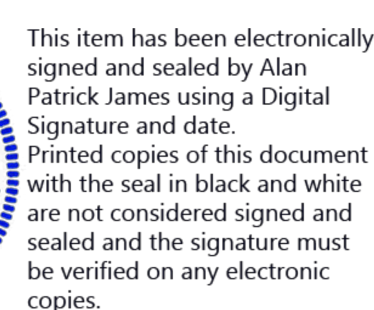 This item has been electronically
signed and sealed by Alan
Patrick James using a Digital
Signature and date.
Printed copies of this document
with the seal in black and white
are not considered signed and
sealed and the signature must
be verified on any electronic
copies.